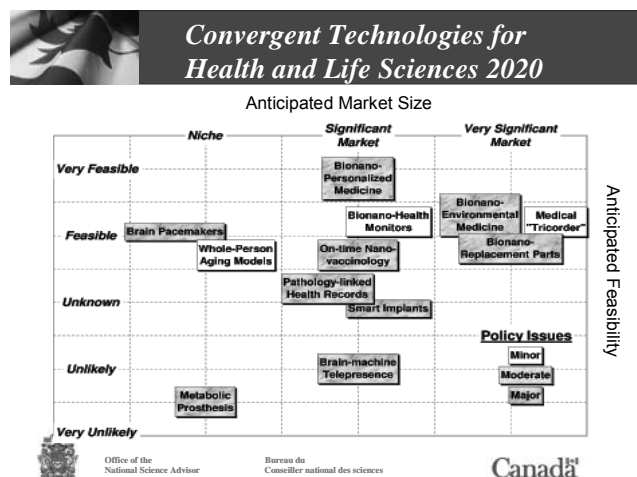 Convergent Technologies for
Health and Life Sciences 2020
Anticipated Market Size
Niche
Significant
Market
Very Significant
Market
Very Feasible
Bionano-
Personalized
Medicine
Bionano-
Environmental
Medicine
Bionano-Health
Monitors
Medical
"Tricorder"
Feasible
Brain Pacemakers
Whole-Person
Aging Models
On-time Nano-
vaccinology
Bionano-
Replacement Parts
Anticipated Feasibility
Pathology-linked
Health Records
Unknown
Smart Implants
Policy Issues
Minor
Moderate
Major
Unlikely
Brain-machine
Telepresence
Metabolic
Prosthesis
Very Unlikely
Office of the
National Science Advisor
Bureau du
Conseiller national des sciences
Canada